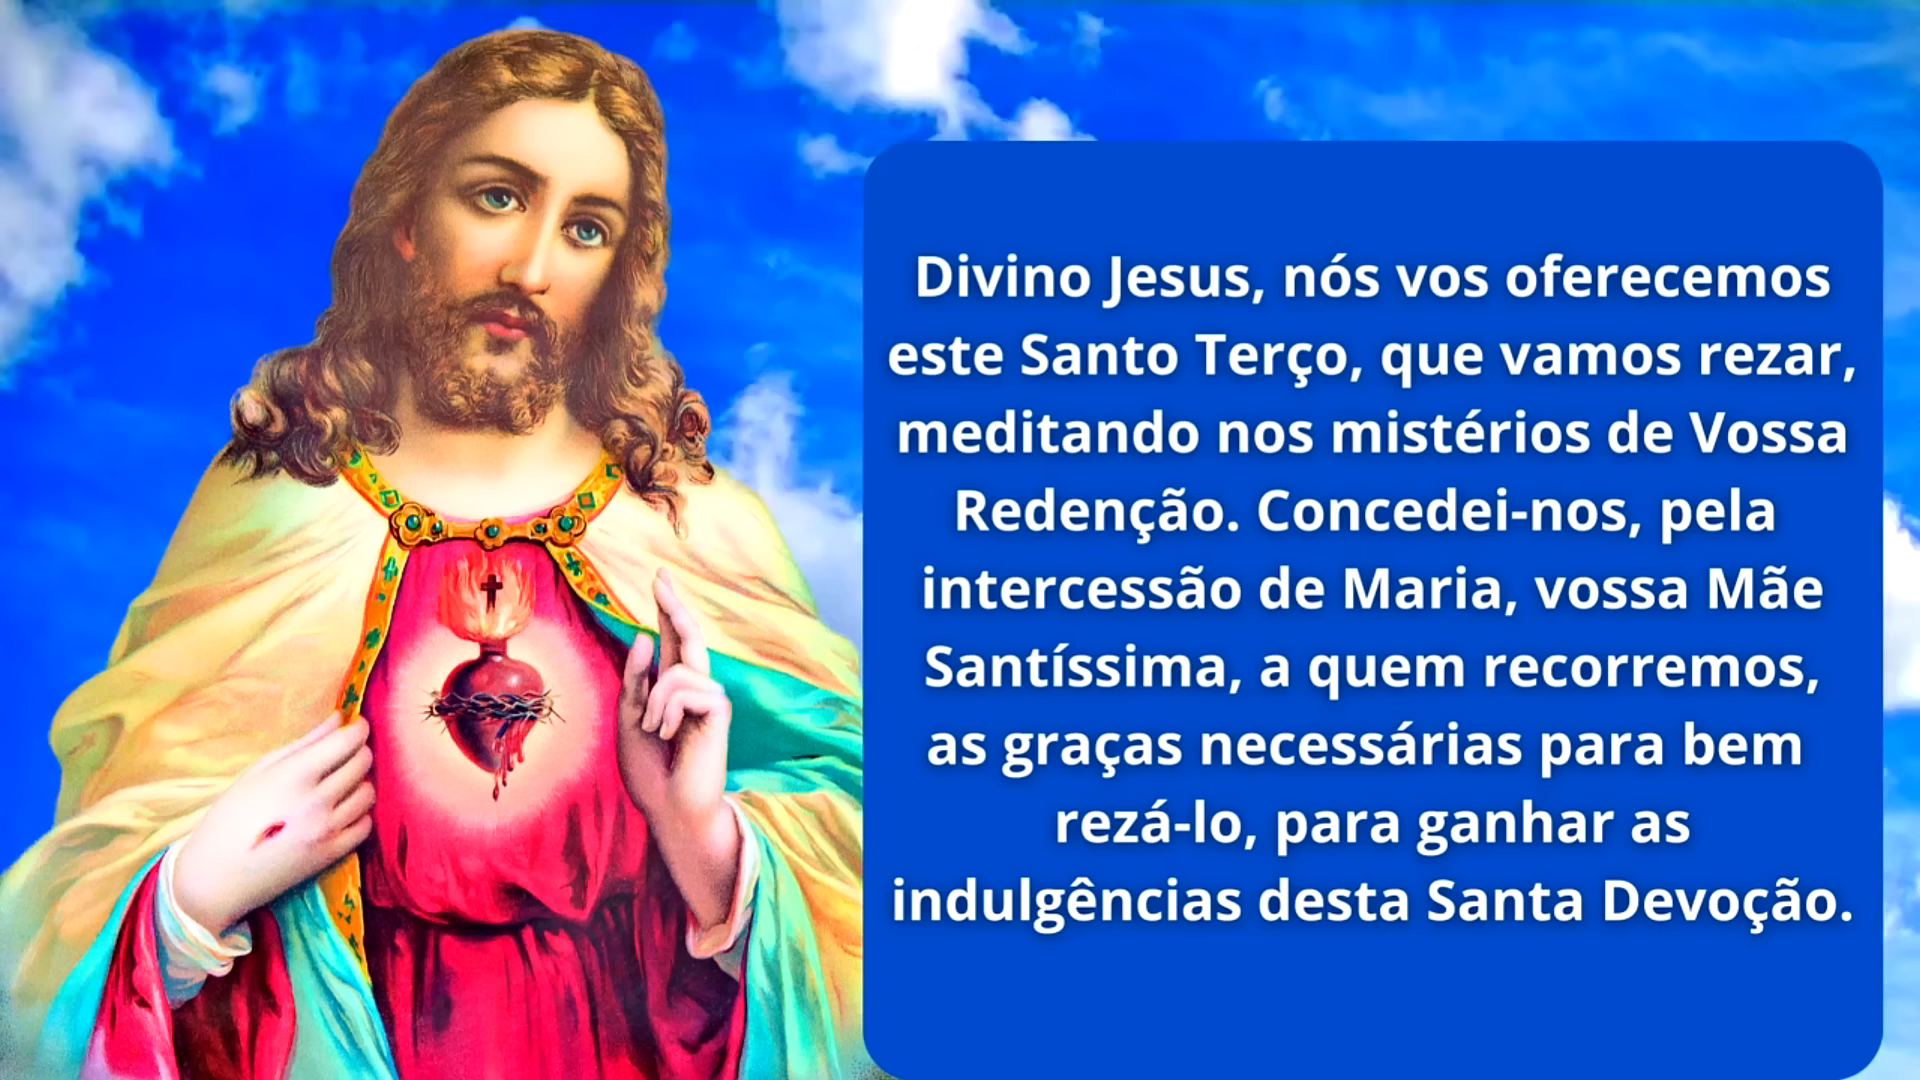 Divino Jesus, nós vos oferecemos
este Santo Terço, que vamos rezar,
meditando nos mistérios de Vossa
Redenção. Concedei-nos, pela
intercessão de Maria, vossa Mãe
Santíssima, a quem recorremos,
as graças necessárias para bem
rezá-lo, para ganhar as
indulgências desta Santa Devoção.